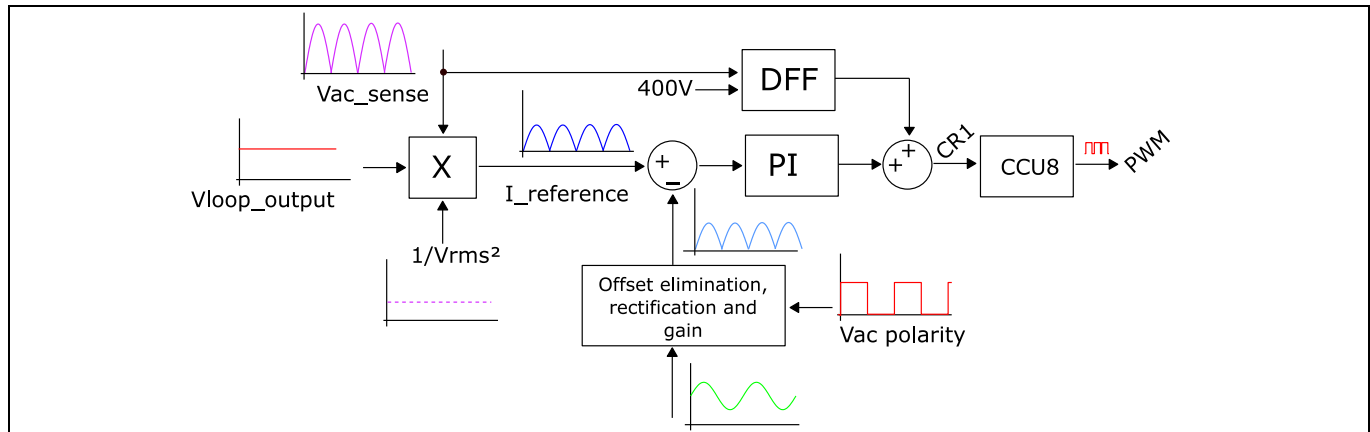 Vac_sense
400V
DFF
Vloop_output
X
I_reference
+
-
PI
+
+
CR1
CCU8
PWM
1/Vrms²
Offset elimination,
rectification and
gain
Vac polarity